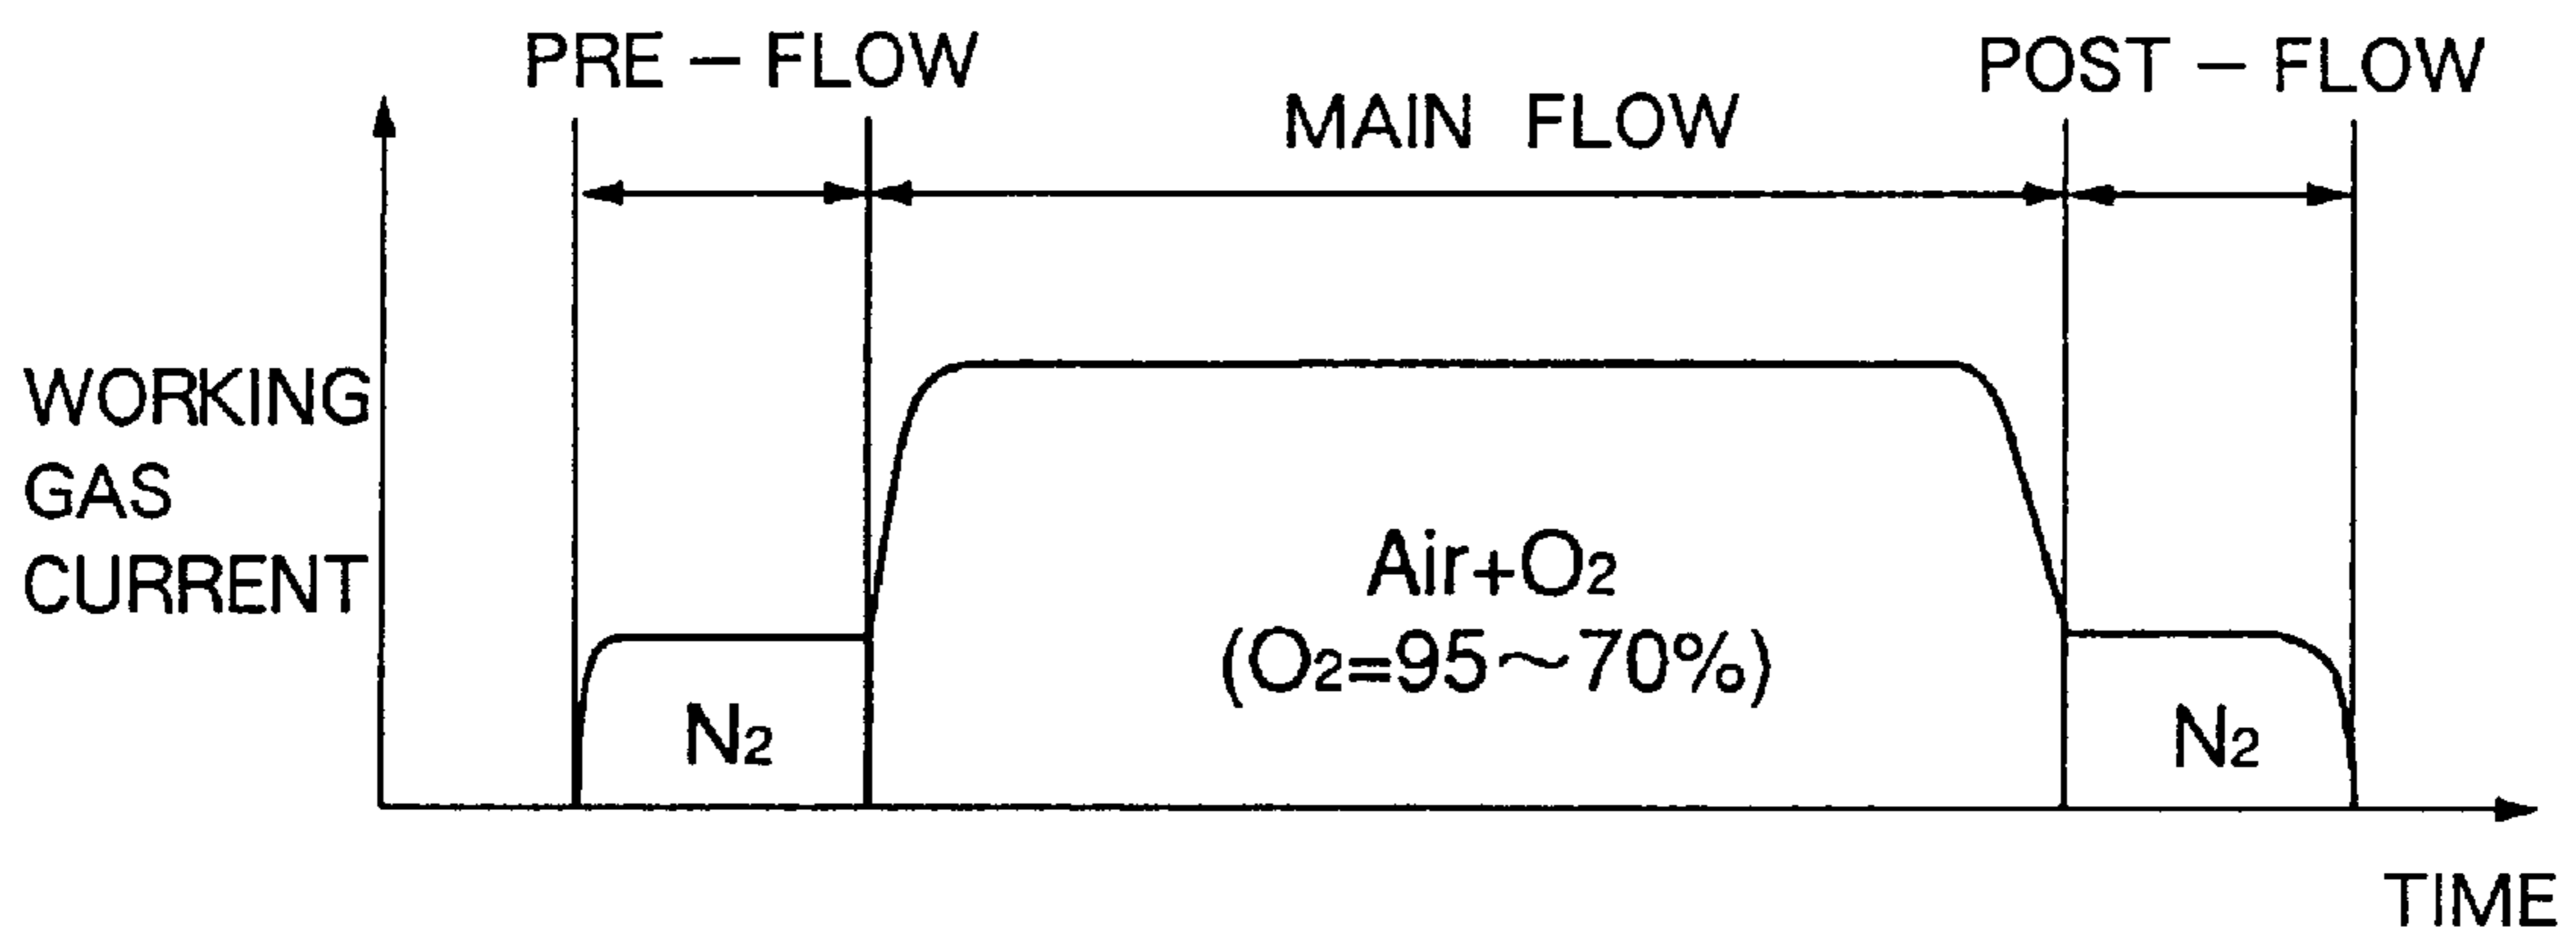 PRE – FLOW
MAIN FLOW
POST – FLOW
WORKING
GAS
CURRENT
N2
Air+O2
(O2=95~70%)
N2
TIME